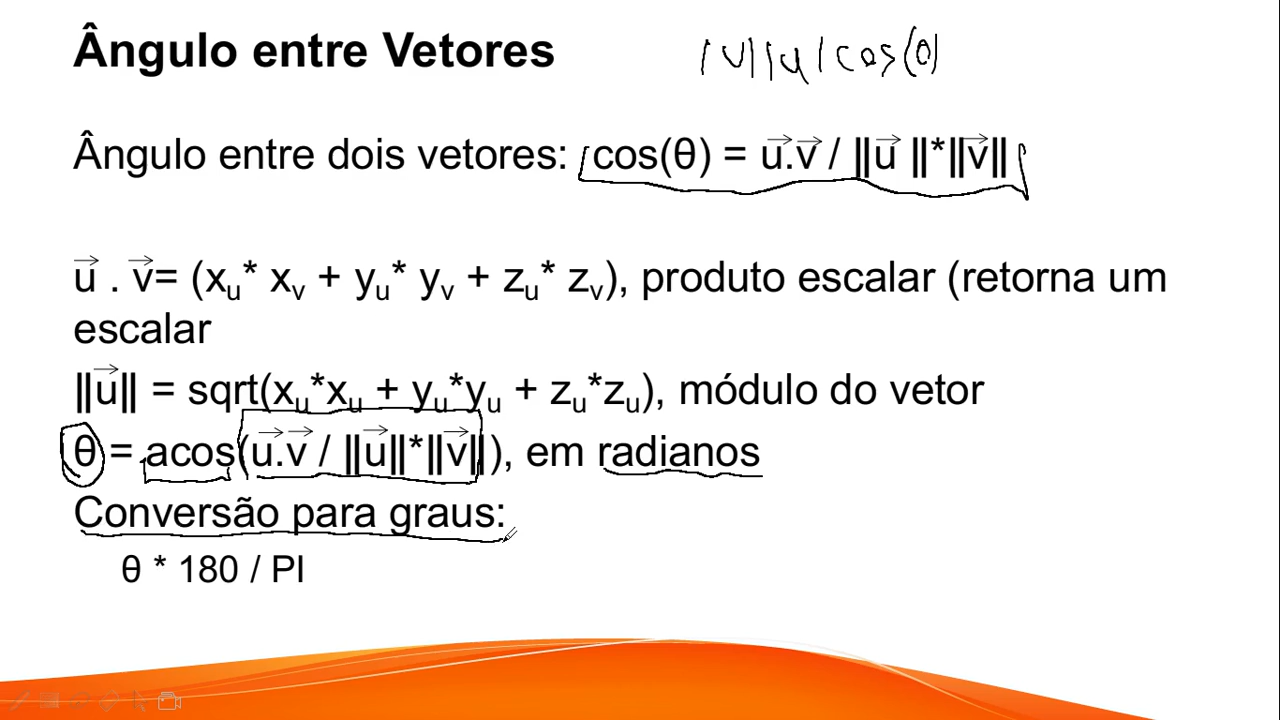 Ângulo entre Vetores
|v||u|cos(θ)
Ângulo entre dois vetores: cos(θ) = u⃗.v⃗ / ‖u⃗ ‖*‖v⃗‖
u⃗ . v⃗= (xᵤ* xᵥ + yᵤ* yᵥ + zᵤ* zᵥ), produto escalar (retorna um
escalar
‖u⃗‖ = sqrt(xᵤ*xᵤ + yᵤ*yᵤ + zᵤ*zᵤ), módulo do vetor
θ = acos(u⃗.v⃗ / ‖u⃗‖*‖v⃗‖), em radianos
Conversão para graus:
θ * 180 / PI